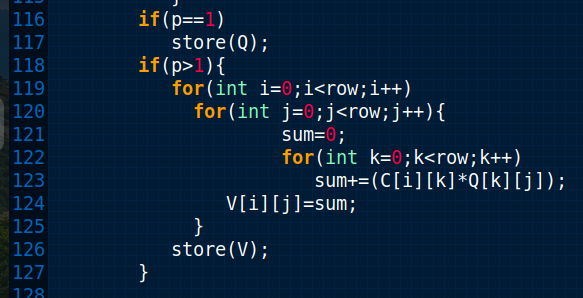 116 if(p==1)
117 store(Q);
118 if(p>1){
119 for(int i=0;i<row;i++)
120 for(int j=0;j<row;j++){
121 sum=0;
122 for(int k=0;k<row;k++)
123 sum+=(C[i][k]*Q[k][j]);
124 V[i][j]=sum;
125 }
126 store(V);
127 }
128